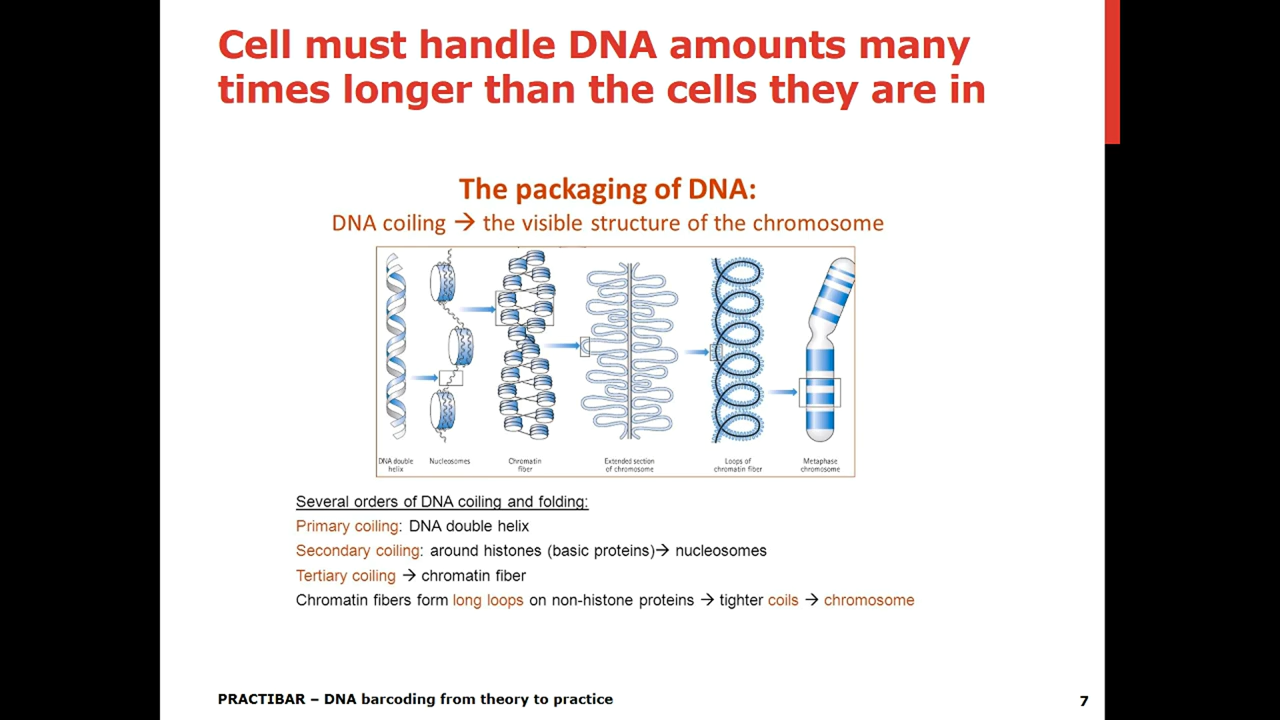 Cell must handle DNA amounts many
times longer than the cells they are in
The packaging of DNA:
DNA coiling → the visible structure of the chromosome
DNA double
helix
Nucleosomes
Chromatin
fiber
Extended section
of chromosome
Loops of
chromatin fiber
Metaphase
chromosome
Several orders of DNA coiling and folding:
Primary coiling: DNA double helix
Secondary coiling: around histones (basic proteins)→ nucleosomes
Tertiary coiling → chromatin fiber
Chromatin fibers form long loops on non-histone proteins → tighter coils → chromosome
PRACTIBAR – DNA barcoding from theory to practice
7